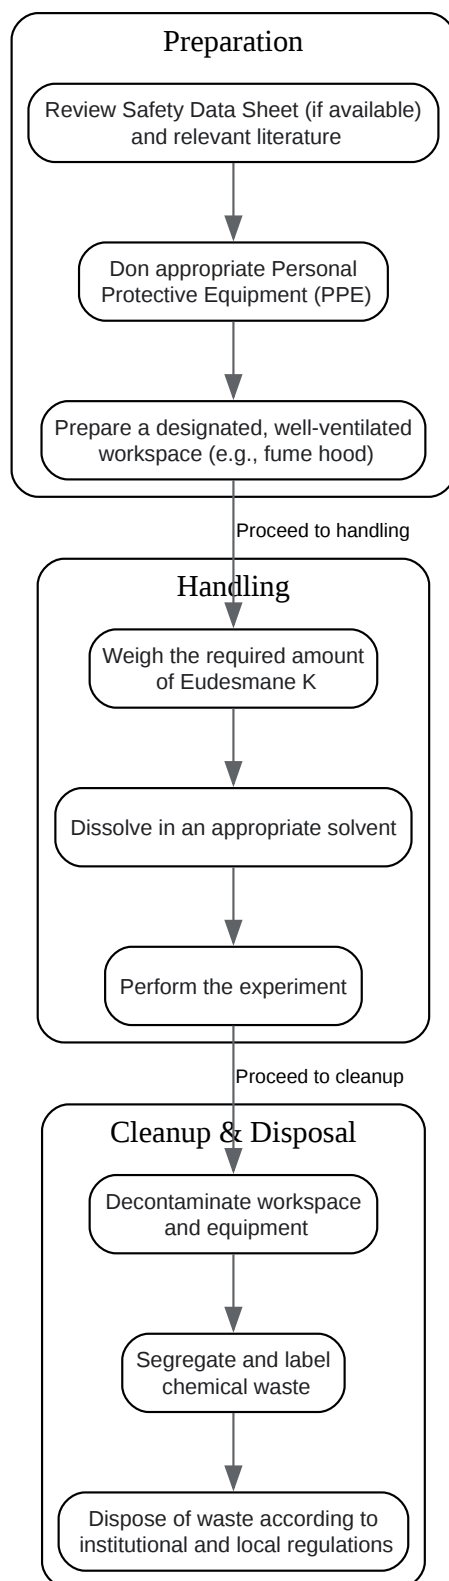 Preparation
Review Safety Data Sheet (if available)
and relevant literature
Don appropriate Personal
Protective Equipment (PPE)
Prepare a designated, well-ventilated
workspace (e.g., fume hood)
Proceed to handling
Handling
Weigh the required amount
of Eudesmane K
Dissolve in an appropriate solvent
Perform the experiment
Proceed to cleanup
Cleanup & Disposal
Decontaminate workspace
and equipment
Segregate and label
chemical waste
Dispose of waste according to
institutional and local regulations